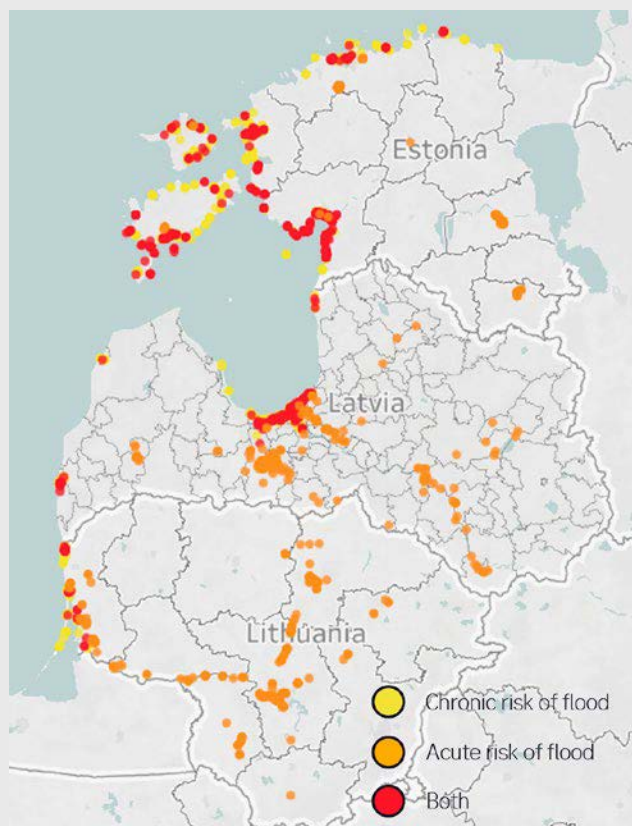 Estonia
Latvia
Lithuania
Chronic risk of flood
Acute risk of flood
Both